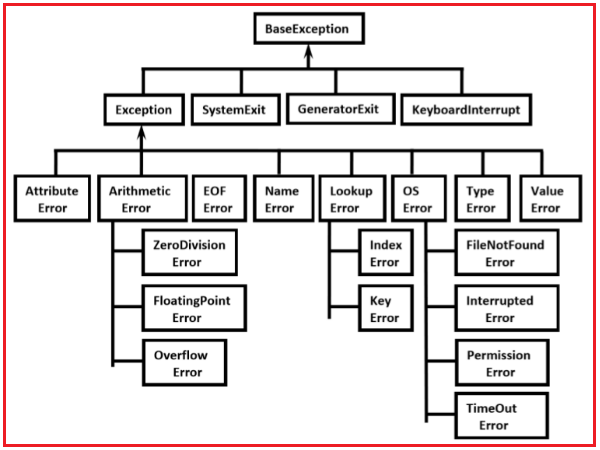 BaseException
Exception
SystemExit
GeneratorExit
KeyboardInterrupt
Attribute
Error
Arithmetic
Error
EOF
Error
Name
Error
Lookup
Error
OS
Error
Type
Error
Value
Error
ZeroDivision
Error
FloatingPoint
Error
Overflow
Error
Index
Error
Key
Error
FileNotFound
Error
Interrupted
Error
Permission
Error
TimeOut
Error